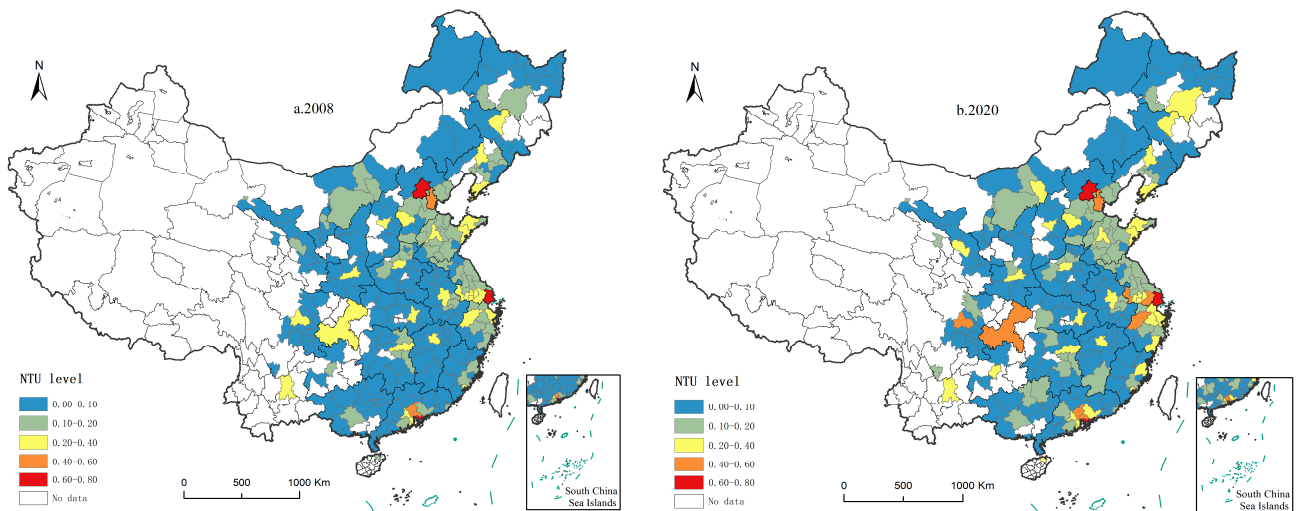 N
a.2008
NTU level
0.00 0.10
0.10-0.20
0.20-0.40
0.40-0.60
0.60-0.80
No data
0 500 1000 Km
South China
Sea Islands
N
b.2020
NTU level
0.00-0.10
0.10-0.20
0.20-0.40
0.40-0.60
0.60-0.80
No data
0 500 1000 Km
South China
Sea Islands